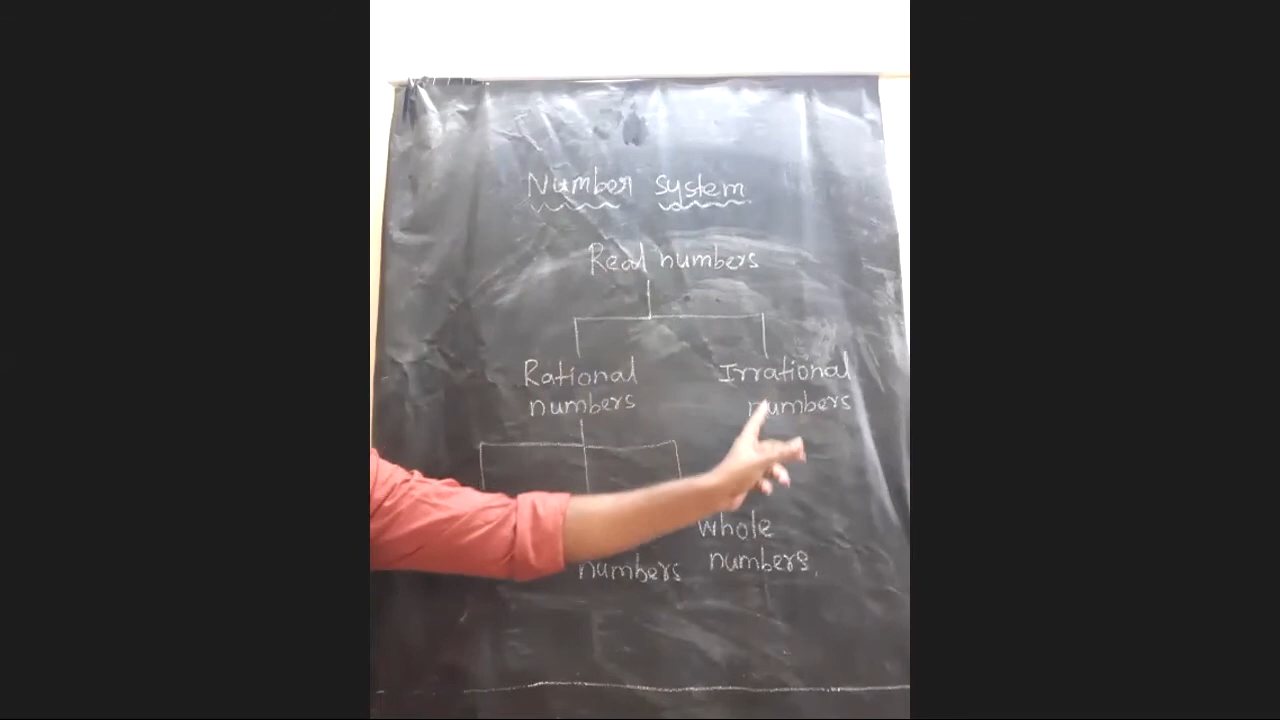 Number system
Real numbers
Rational
numbers
Irrational
numbers
numbers
whole
numbers.